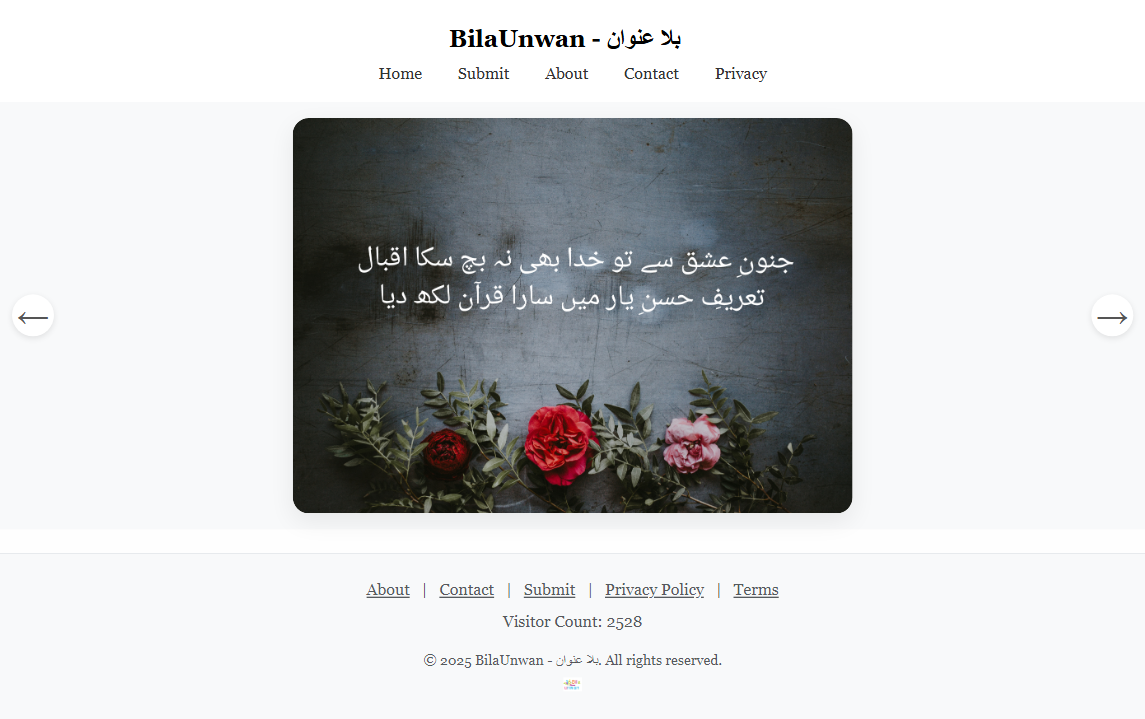 BilaUnwan - بلا عنوان
Home Submit About Contact Privacy
جنونِ عشق سے تو خدا بھی نہ بچ سکا اقبال
تعریفِ حسنِ یار میں سارا قرآن لکھ دیا
← →
About | Contact | Submit | Privacy Policy | Terms
Visitor Count: 2528
© 2025 BilaUnwan - بلا عنوان. All rights reserved.